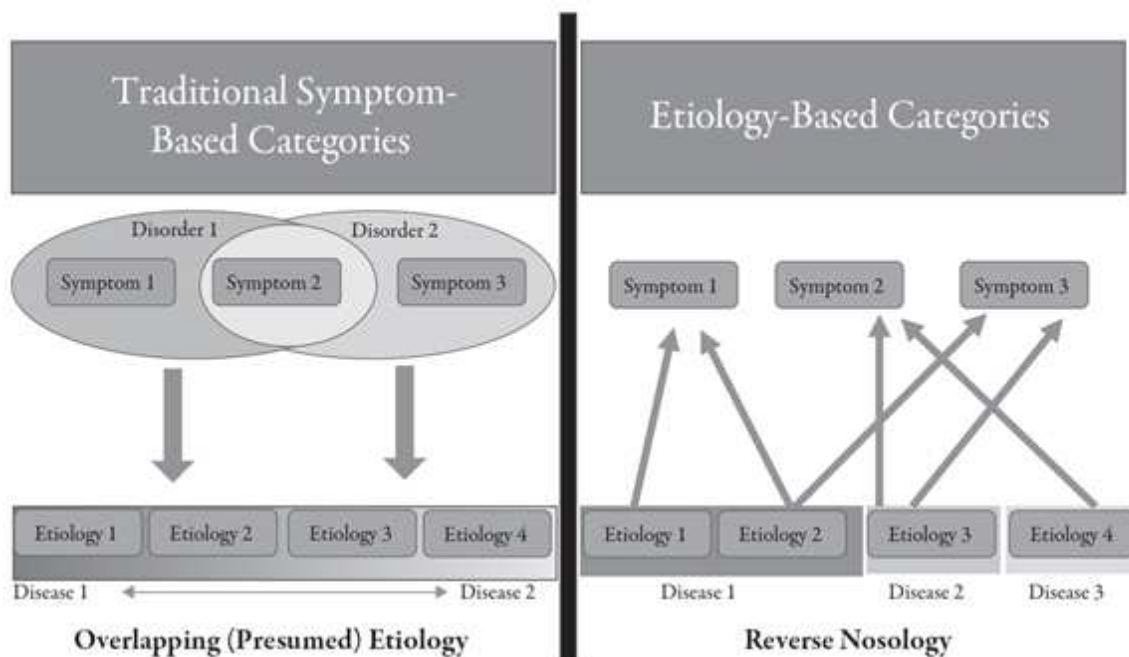 Traditional Symptom-
Based Categories
Disorder 1
Disorder 2
Symptom 1
Symptom 2
Symptom 3
Etiology 1
Etiology 2
Etiology 3
Etiology 4
Disease 1
Disease 2
Overlapping (Presumed) Etiology
Etiology-Based Categories
Symptom 1
Symptom 2
Symptom 3
Etiology 1
Etiology 2
Etiology 3
Etiology 4
Disease 1
Disease 2
Disease 3
Reverse Nosology